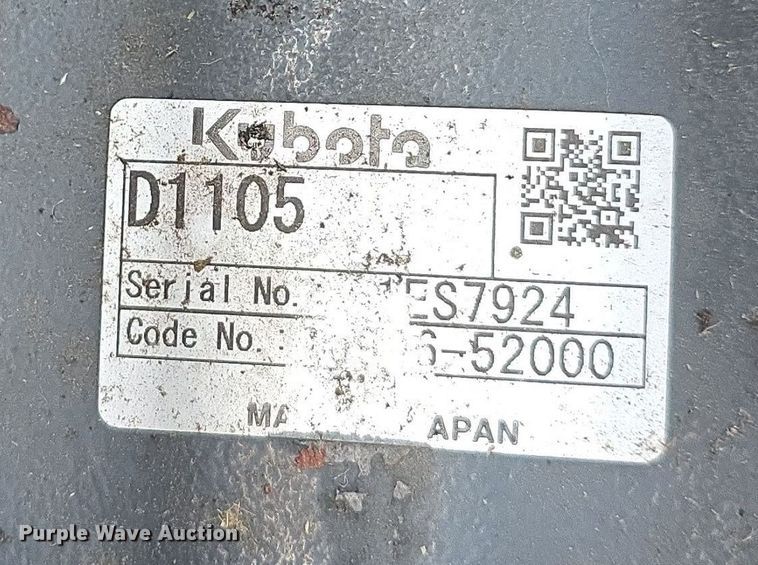 Kubota
D1105
Serial No. ES7924
Code No.: 6-52000
MA APAN
Purple Wave Auction